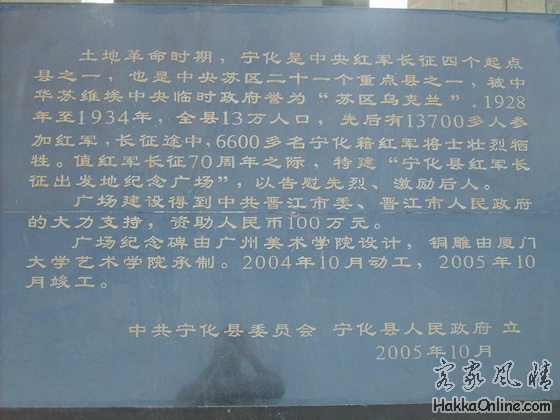 土地革命时期，宁化是中央红军长征四个起点
县之一，也是中央苏区二十一个重点县之一，被中
华苏维埃中央临时政府誉为“苏区乌克兰”．1928
年至1934年，全县13万人口，先后有13700多人参
加红军，长征途中，6600多名宁化籍红军将士壮烈牺
牲。值红军长征70周年之际，特建“宁化县红军长
征出发地纪念广场”，以告慰先烈、激励后人。
广场建设得到中共晋江市委、晋江市人民政府
的大力支持，资助人民币100万元。
广场纪念碑由广州美术学院设计，铜雕由厦门
大学艺术学院承制。2004年10月动工，2005年10
月竣工。
中共宁化县委员会 宁化县人民政府 立
2005年10月
客家风情
HakkaOnline.com